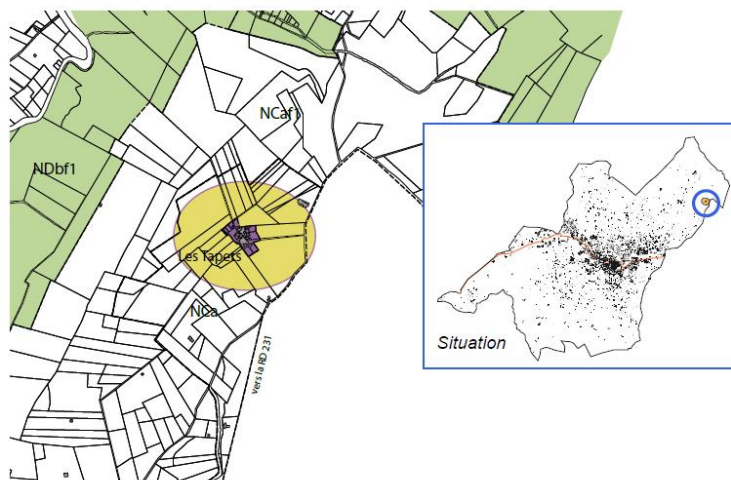 NCaf1
NDbf1
Les Tapets
NCa
vers la RD 231
Situation